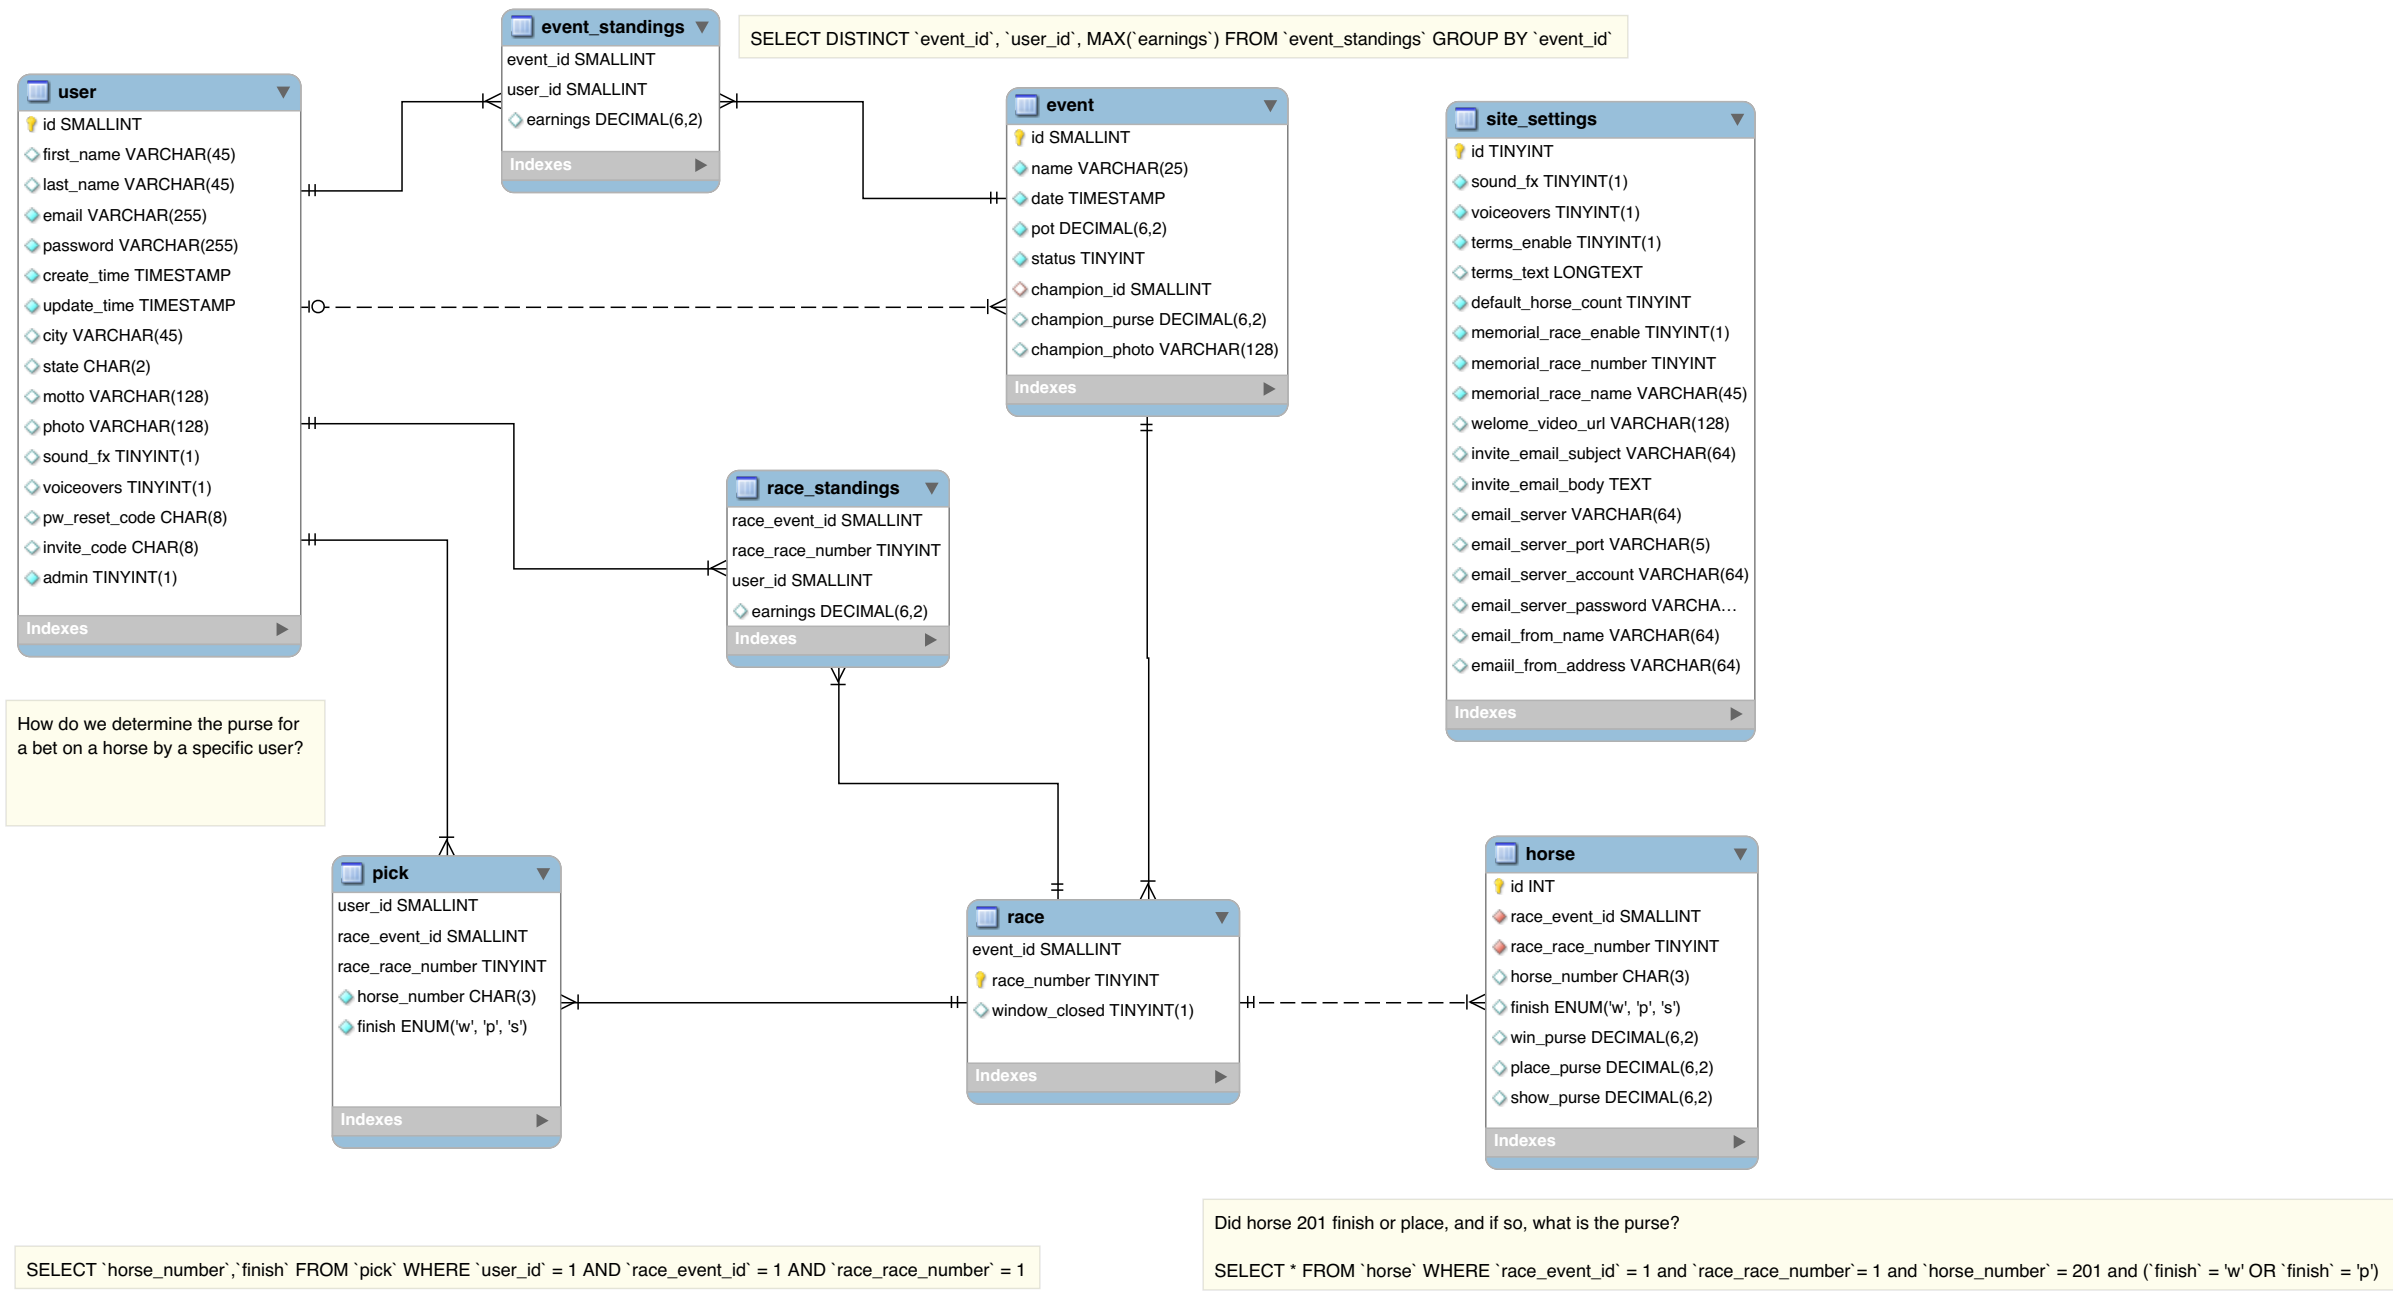 event_standings
event_id SMALLINT
user_id SMALLINT
earnings DECIMAL(6,2)
Indexes
SELECT DISTINCT `event_id`, `user_id`, MAX(`earnings`) FROM `event_standings` GROUP BY `event_id`
user
id SMALLINT
first_name VARCHAR(45)
last_name VARCHAR(45)
email VARCHAR(255)
password VARCHAR(255)
create_time TIMESTAMP
update_time TIMESTAMP
city VARCHAR(45)
state CHAR(2)
motto VARCHAR(128)
photo VARCHAR(128)
sound_fx TINYINT(1)
voiceovers TINYINT(1)
pw_reset_code CHAR(8)
invite_code CHAR(8)
admin TINYINT(1)
Indexes
event
id SMALLINT
name VARCHAR(25)
date TIMESTAMP
pot DECIMAL(6,2)
status TINYINT
champion_id SMALLINT
champion_purse DECIMAL(6,2)
champion_photo VARCHAR(128)
Indexes
site_settings
id TINYINT
sound_fx TINYINT(1)
voiceovers TINYINT(1)
terms_enable TINYINT(1)
terms_text LONGTEXT
default_horse_count TINYINT
memorial_race_enable TINYINT(1)
memorial_race_number TINYINT
memorial_race_name VARCHAR(45)
welome_video_url VARCHAR(128)
invite_email_subject VARCHAR(64)
invite_email_body TEXT
email_server VARCHAR(64)
email_server_port VARCHAR(5)
email_server_account VARCHAR(64)
email_server_password VARCHA...
email_from_name VARCHAR(64)
emaiil_from_address VARCHAR(64)
Indexes
race_standings
race_event_id SMALLINT
race_race_number TINYINT
user_id SMALLINT
earnings DECIMAL(6,2)
Indexes
How do we determine the purse for
a bet on a horse by a specific user?
pick
user_id SMALLINT
race_event_id SMALLINT
race_race_number TINYINT
horse_number CHAR(3)
finish ENUM('w', 'p', 's')
Indexes
race
event_id SMALLINT
race_number TINYINT
window_closed TINYINT(1)
Indexes
horse
id INT
race_event_id SMALLINT
race_race_number TINYINT
horse_number CHAR(3)
finish ENUM('w', 'p', 's')
win_purse DECIMAL(6,2)
place_purse DECIMAL(6,2)
show_purse DECIMAL(6,2)
Indexes
SELECT `horse_number`,`finish` FROM `pick` WHERE `user_id` = 1 AND `race_event_id` = 1 AND `race_race_number` = 1
Did horse 201 finish or place, and if so, what is the purse?
SELECT * FROM `horse` WHERE `race_event_id` = 1 and `race_race_number`= 1 and `horse_number` = 201 and (`finish` = 'w' OR `finish` = 'p')